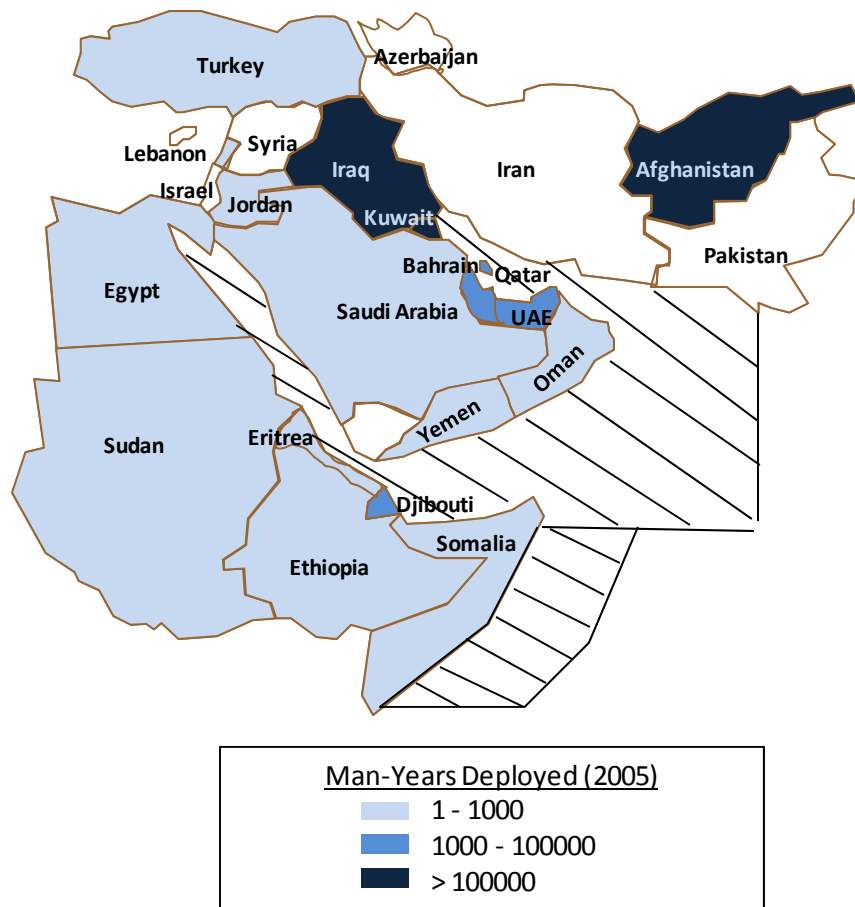 Azerbaijan
Turkey
Lebanon
Syria
Iraq
Iran
Afghanistan
Israel
Jordan
Kuwait
Pakistan
Bahrain
Qatar
Egypt
Saudi Arabia
UAE
Oman
Yemen
Sudan
Eritrea
Djibouti
Somalia
Ethiopia
Man-Years Deployed (2005)
1 - 1000
1000 - 100000
> 100000